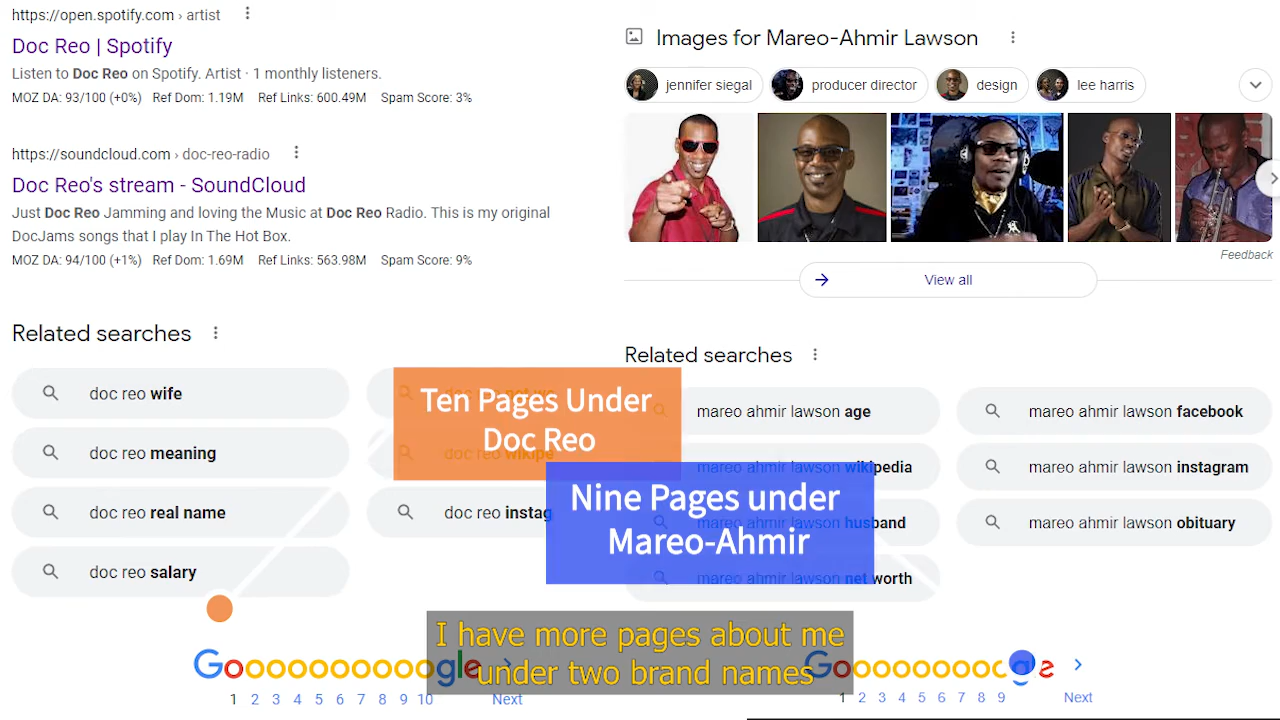 https://open.spotify.com › artist
Doc Reo | Spotify
Listen to Doc Reo on Spotify. Artist · 1 monthly listeners.
MOZ DA: 93/100 (+0%) Ref Dom: 1.19M Ref Links: 600.49M Spam Score: 3%
https://soundcloud.com › doc-reo-radio
Doc Reo's stream - SoundCloud
Just Doc Reo Jamming and loving the Music at Doc Reo Radio. This is my original
DocJams songs that I play In The Hot Box.
MOZ DA: 94/100 (+1%) Ref Dom: 1.69M Ref Links: 563.98M Spam Score: 9%
Related searches
doc reo wife
doc reo meaning
doc reo wikipe
doc reo real name
doc reo instag
doc reo salary
Ten Pages Under
Doc Reo
Images for Mareo-Ahmir Lawson
jennifer siegal
producer director
design
lee harris
Feedback
View all
Related searches
mareo ahmir lawson age
mareo ahmir lawson facebook
mareo ahmir lawson wikipedia
mareo ahmir lawson instagram
mareo ahmir lawson husband
mareo ahmir lawson obituary
mareo ahmir lawson net worth
Nine Pages under
Mareo-Ahmir
I have more pages about me
under two brand names
Gooooooooooogle
1 2 3 4 5 6 7 8 9 10 Next
1 2 3 4 5 6 7 8 9 Next